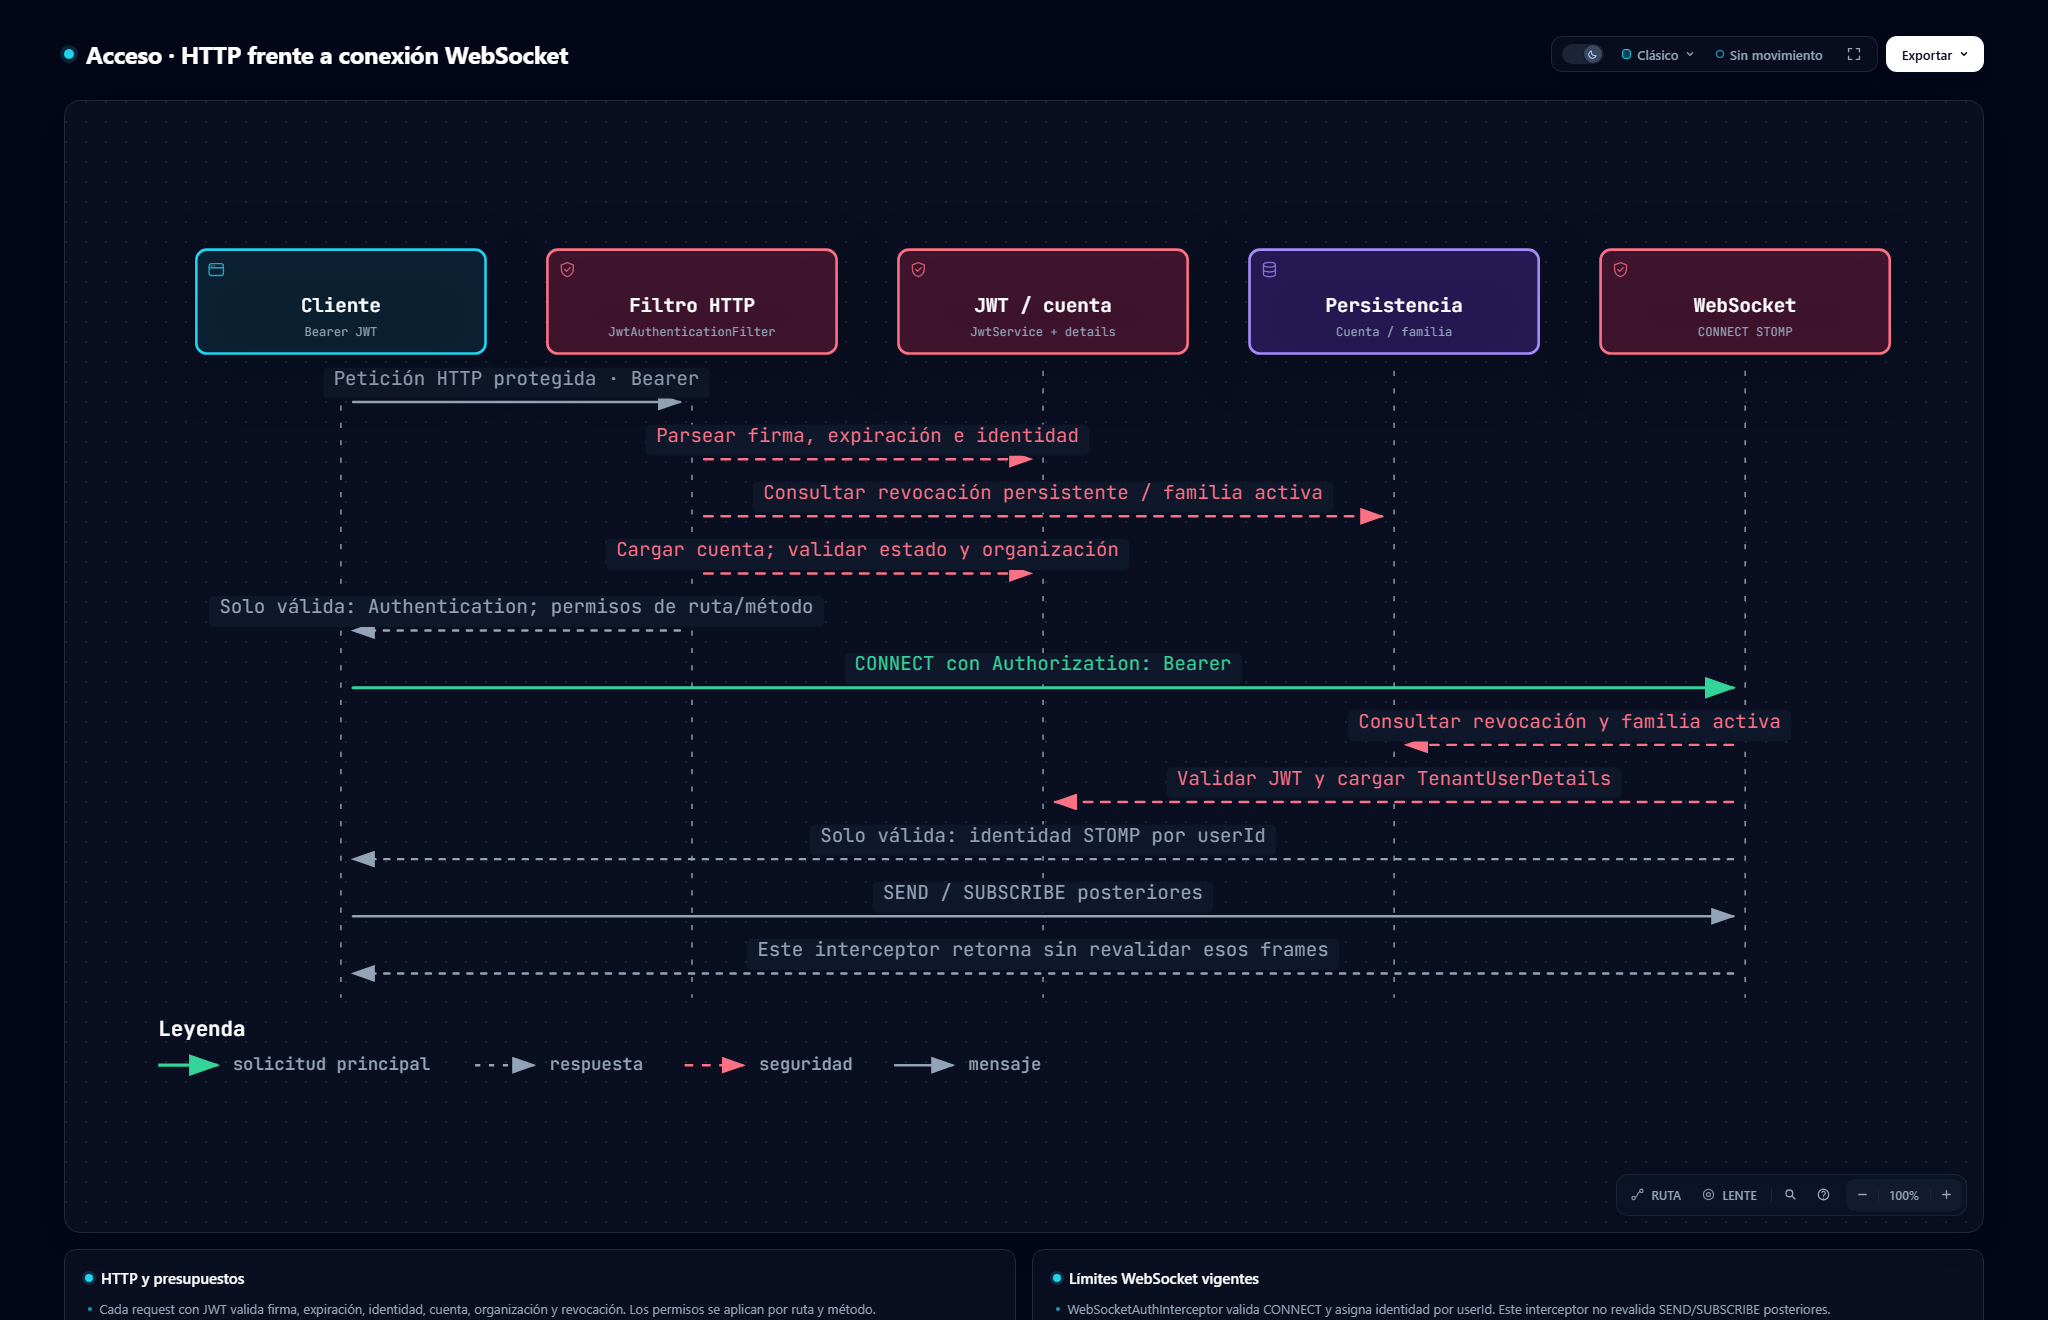 Acceso · HTTP frente a conexión WebSocket
Clásico
Sin movimiento
Exportar
Cliente
Bearer JWT
Filtro HTTP
JwtAuthenticationFilter
JWT / cuenta
JwtService + details
Persistencia
Cuenta / familia
WebSocket
CONNECT STOMP
Petición HTTP protegida · Bearer
Parsear firma, expiración e identidad
Consultar revocación persistente / familia activa
Cargar cuenta; validar estado y organización
Solo válida: Authentication; permisos de ruta/método
CONNECT con Authorization: Bearer
Consultar revocación y familia activa
Validar JWT y cargar TenantUserDetails
Solo válida: identidad STOMP por userId
SEND / SUBSCRIBE posteriores
Este interceptor retorna sin revalidar esos frames
Leyenda
solicitud principal
respuesta
seguridad
mensaje
RUTA
LENTE
− 100% +
HTTP y presupuestos
• Cada request con JWT valida firma, expiración, identidad, cuenta, organización y revocación. Los permisos se aplican por ruta y método.
Límites WebSocket vigentes
• WebSocketAuthInterceptor valida CONNECT y asigna identidad por userId. Este interceptor no revalida SEND/SUBSCRIBE posteriores.